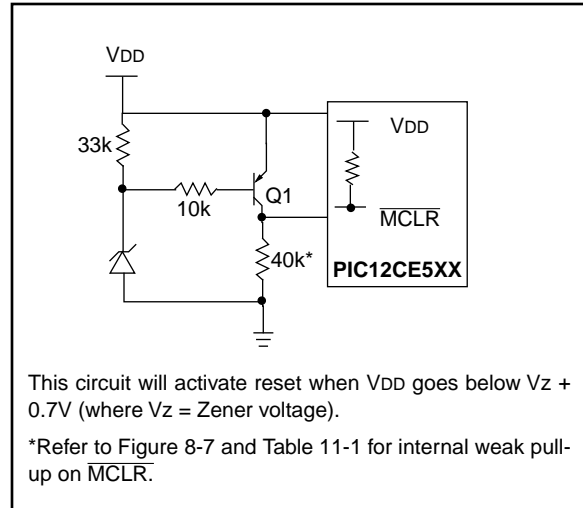 VDD
VDD
33k
Q1
10k
MCLR
40k*
PIC12CE5XX
This circuit will activate reset when VDD goes below Vz +
0.7V (where Vz = Zener voltage).
*Refer to Figure 8-7 and Table 11-1 for internal weak pull-
up on MCLR.